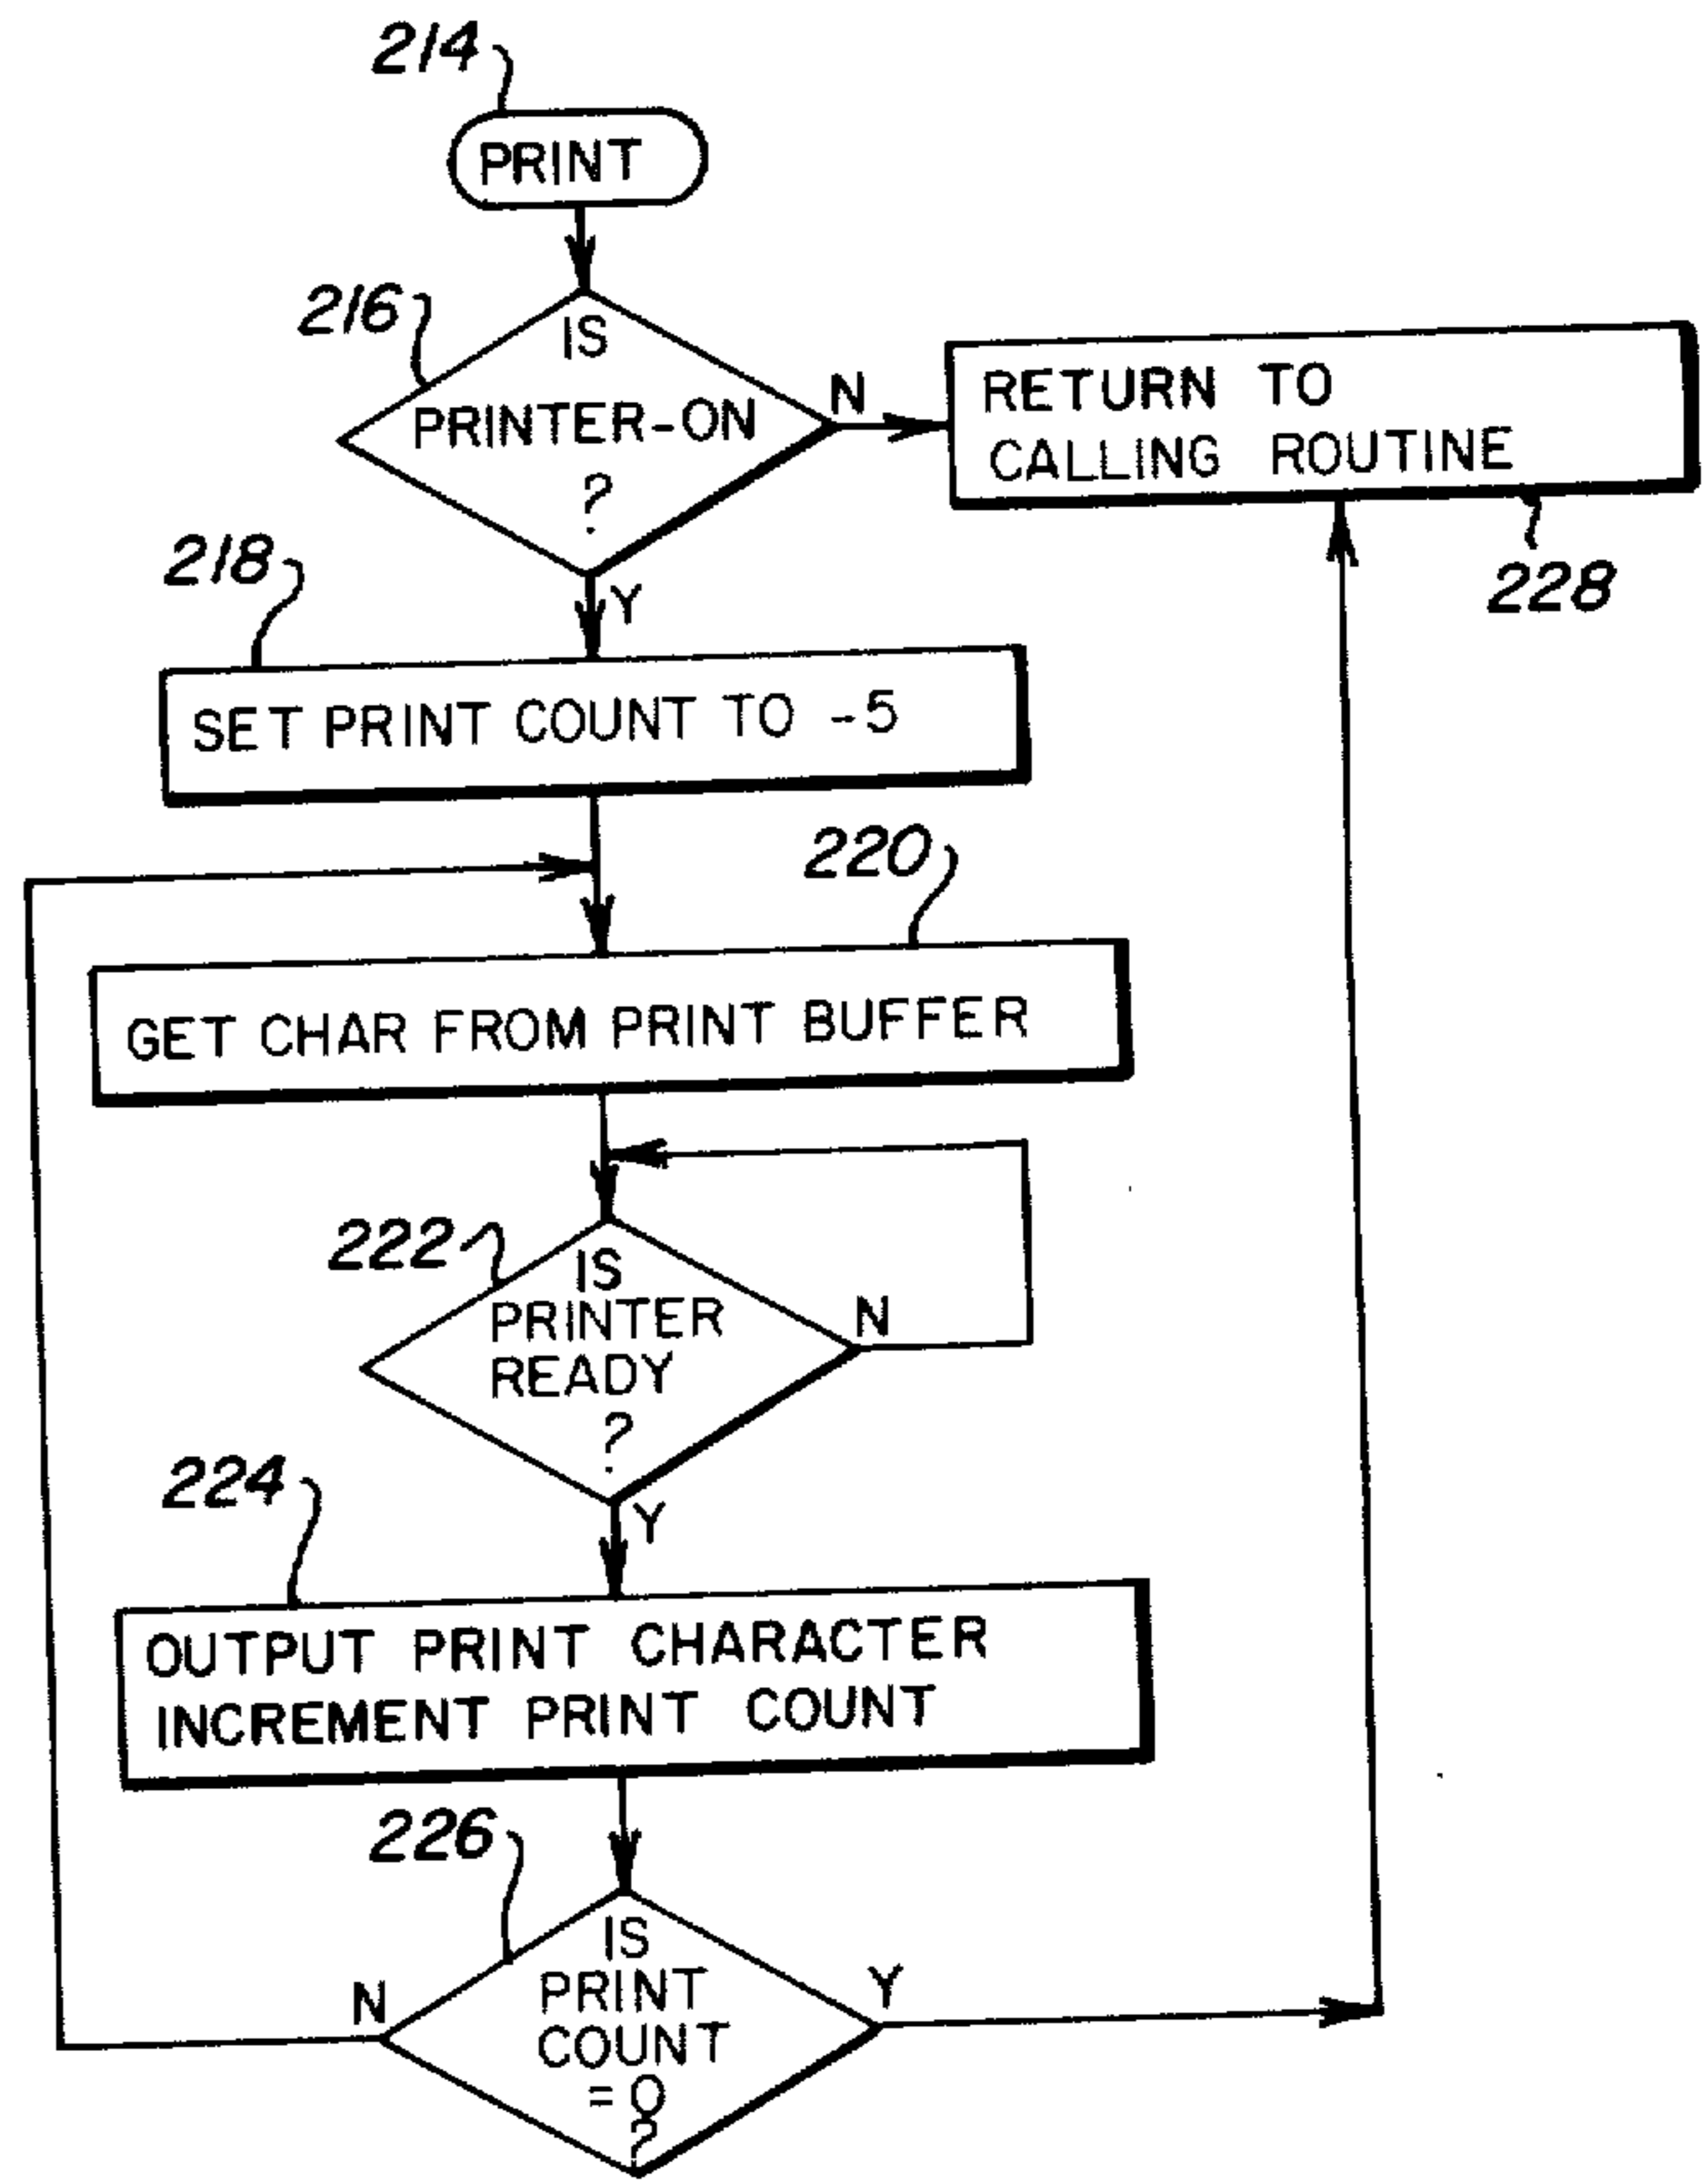 214
PRINT
216
IS
PRINTER-ON
?
N
RETURN TO
CALLING ROUTINE
228
Y
218
SET PRINT COUNT TO -5
220
GET CHAR FROM PRINT BUFFER
222
IS
PRINTER
READY
?
N
Y
224
OUTPUT PRINT CHARACTER
INCREMENT PRINT COUNT
226
IS
PRINT
COUNT
=0
?
N
Y